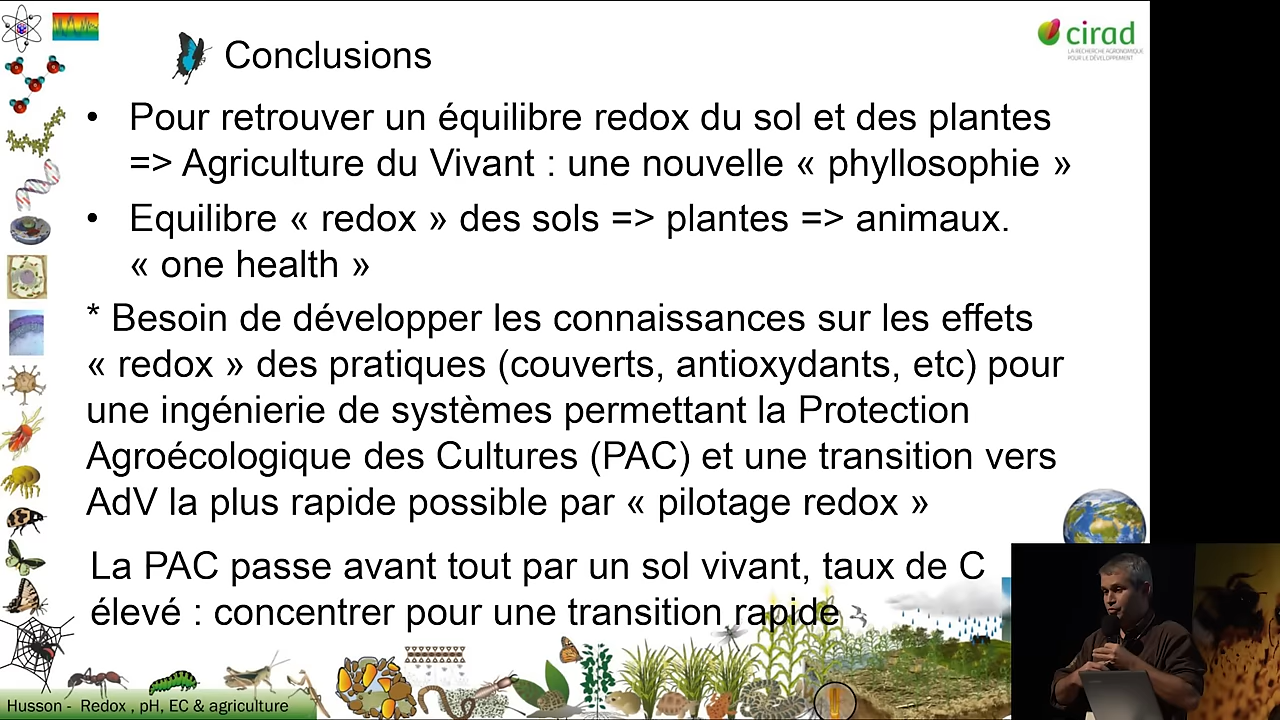 cirad
LA RECHERCHE AGRONOMIQUE
POUR LE DÉVELOPPEMENT
Conclusions
• Pour retrouver un équilibre redox du sol et des plantes
=> Agriculture du Vivant : une nouvelle « phyllosophie »
• Equilibre « redox » des sols => plantes => animaux.
« one health »
* Besoin de développer les connaissances sur les effets
« redox » des pratiques (couverts, antioxydants, etc) pour
une ingénierie de systèmes permettant la Protection
Agroécologique des Cultures (PAC) et une transition vers
AdV la plus rapide possible par « pilotage redox »
La PAC passe avant tout par un sol vivant, taux de C
élevé : concentrer pour une transition rapide
Husson - Redox , pH, EC & agriculture